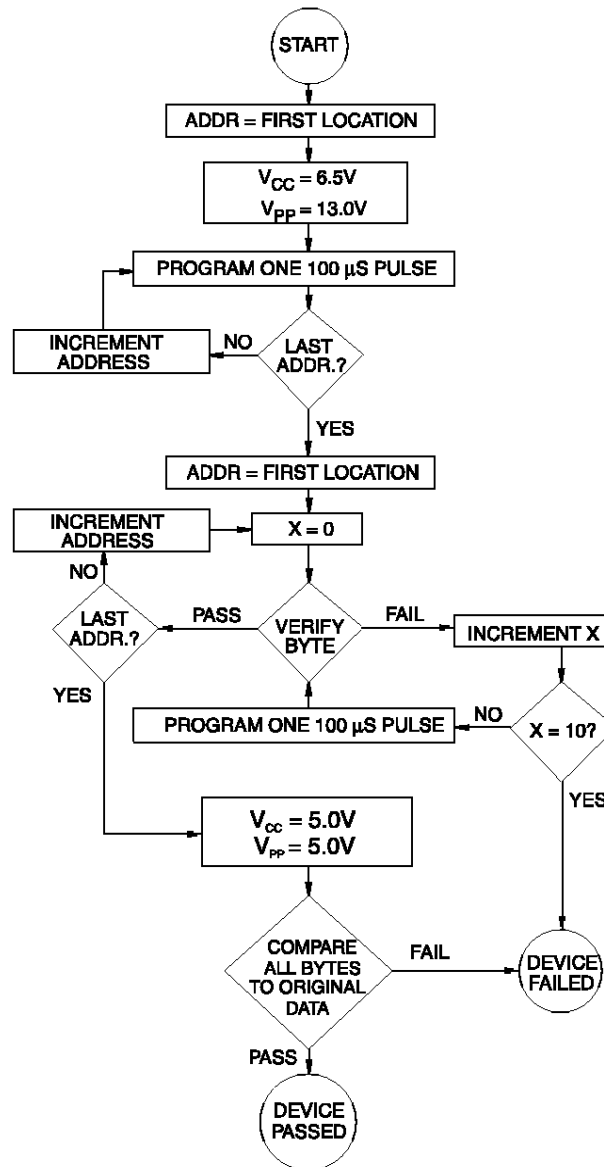 START
ADDR = FIRST LOCATION
VCC = 6.5V
VPP = 13.0V
PROGRAM ONE 100 μS PULSE
INCREMENT
ADDRESS
NO
LAST
ADDR.?
YES
ADDR = FIRST LOCATION
INCREMENT
ADDRESS
X = 0
NO
LAST
ADDR.?
PASS
VERIFY
BYTE
FAIL
INCREMENT X
YES
PROGRAM ONE 100 μS PULSE
NO
X = 10?
YES
VCC = 5.0V
VPP = 5.0V
COMPARE
ALL BYTES
TO ORIGINAL
DATA
FAIL
DEVICE
FAILED
PASS
DEVICE
PASSED